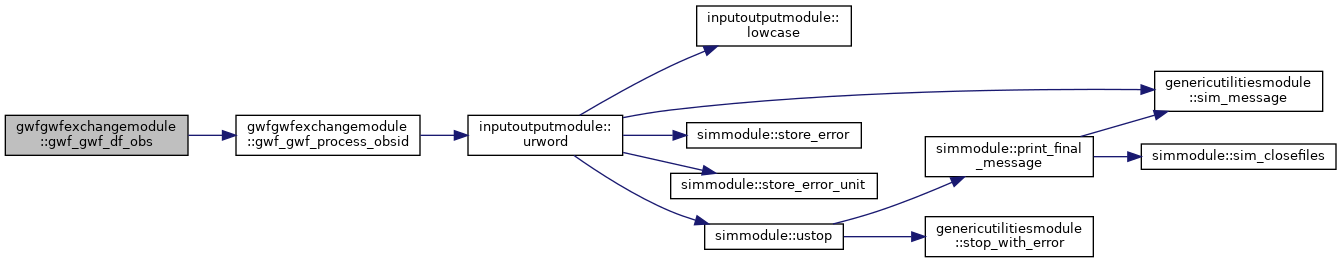 gwfgwfexchangemodule
::gwf_gwf_df_obs
gwfgwfexchangemodule
::gwf_gwf_process_obsid
inputoutputmodule::
urword
inputoutputmodule::
lowcase
genericutilitiesmodule
::sim_message
simmodule::store_error
simmodule::store_error_unit
simmodule::ustop
simmodule::print_final
_message
simmodule::sim_closefiles
genericutilitiesmodule
::stop_with_error